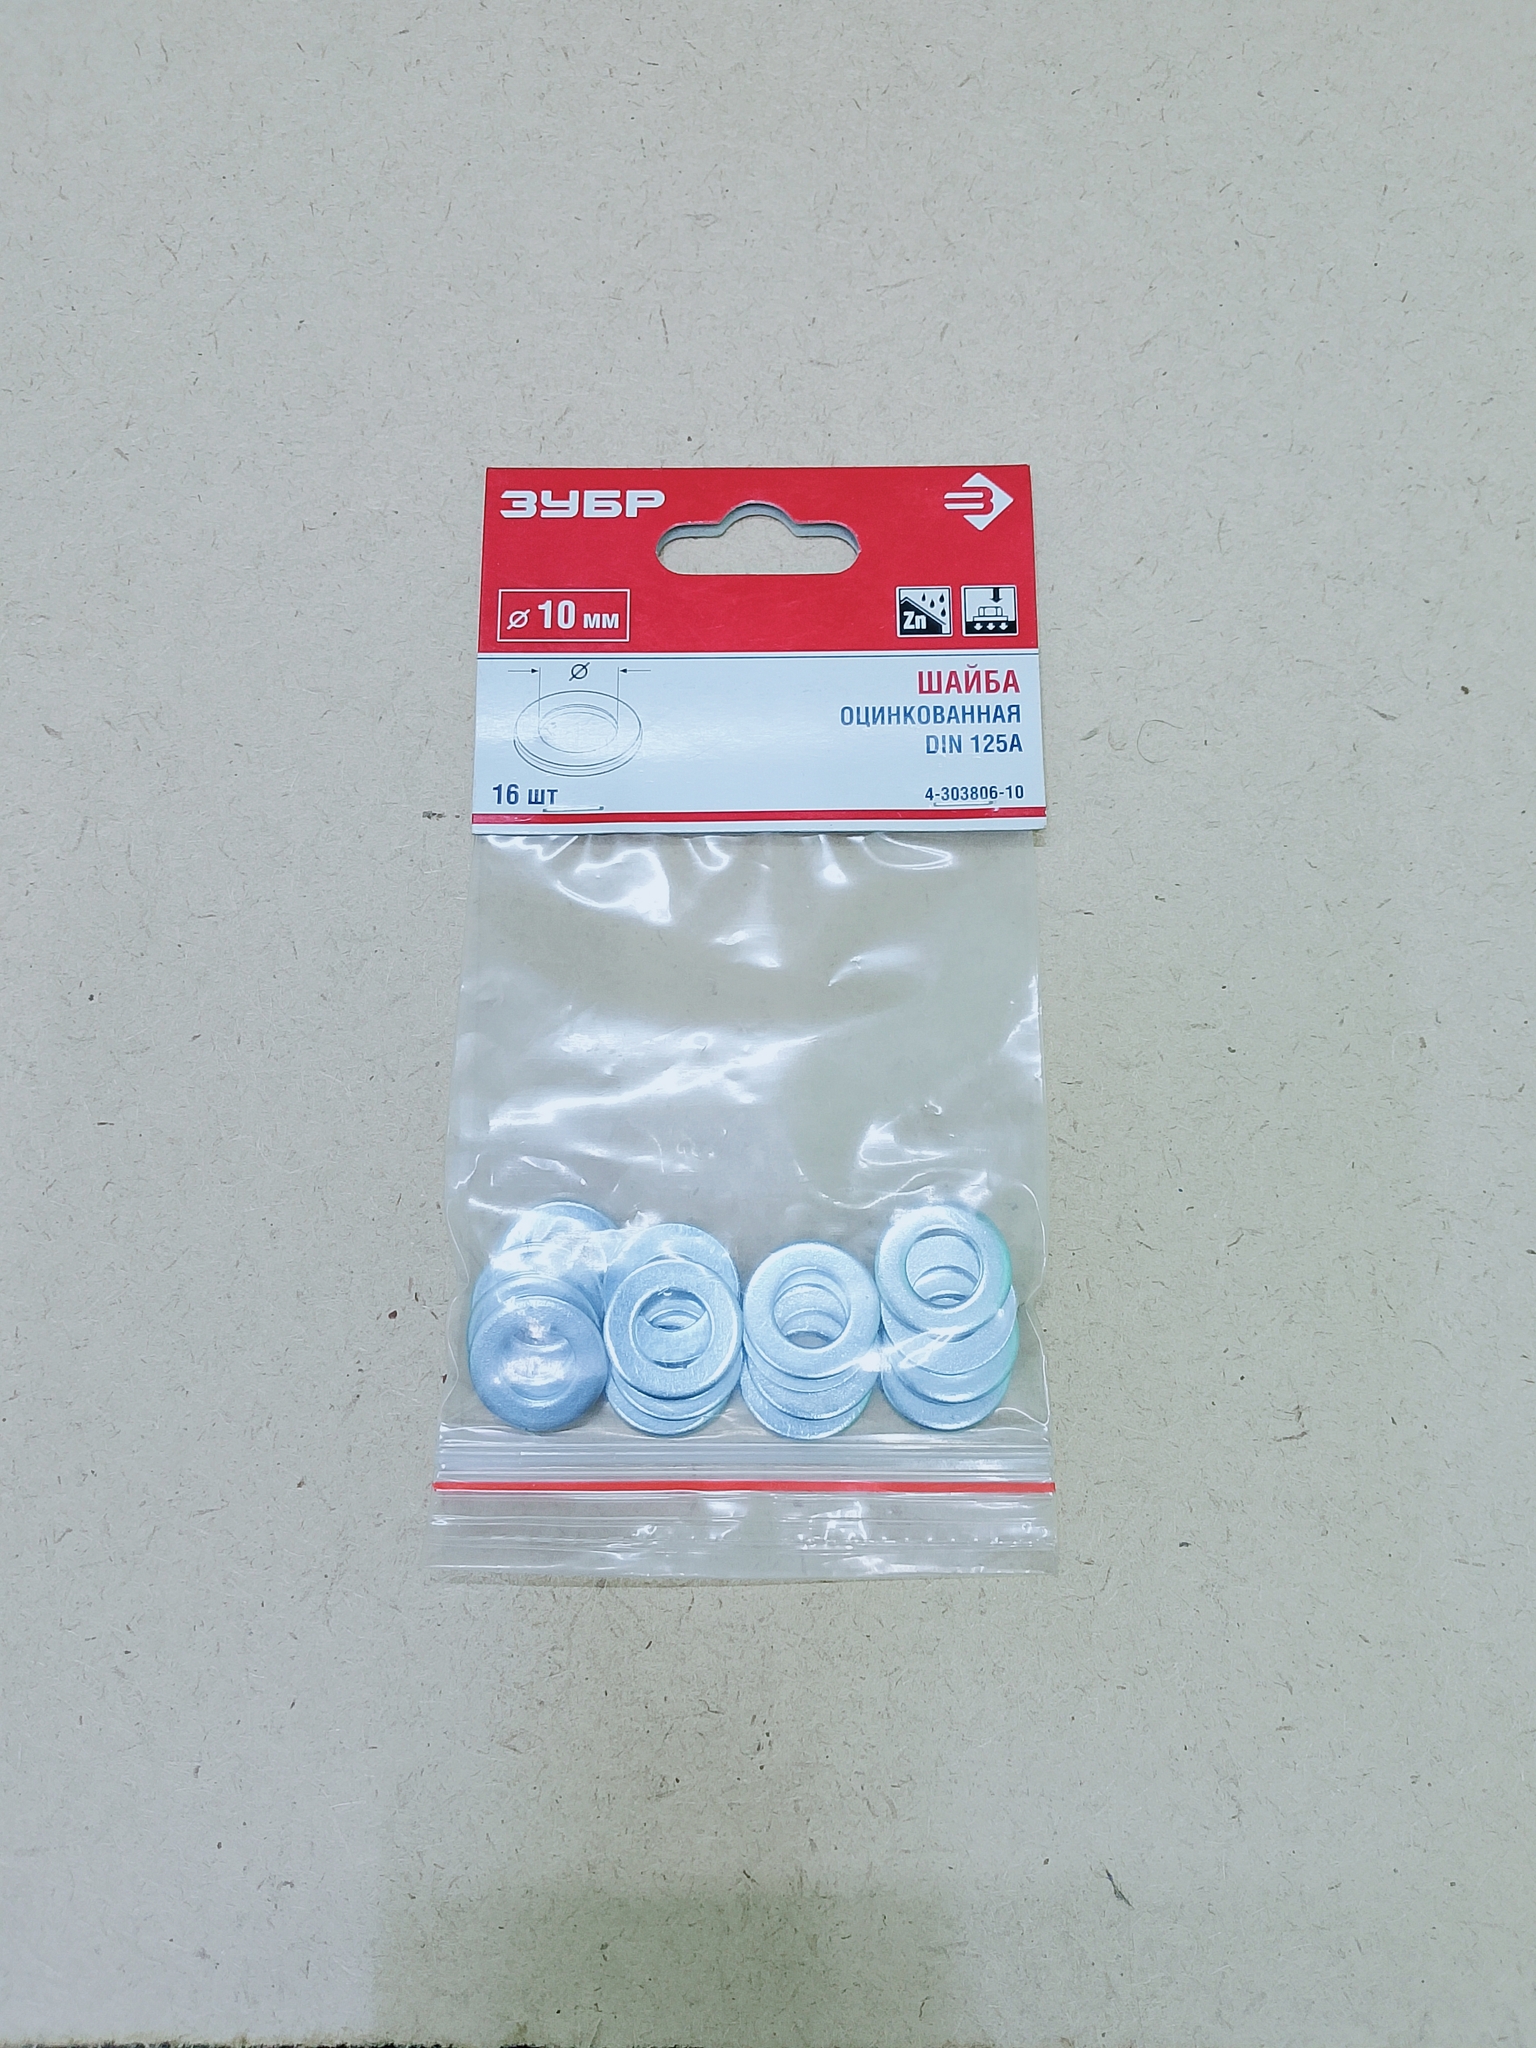 ЗУБР
⌀ 10 мм
Zn
⌀
ШАЙБА
ОЦИНКОВАННАЯ
DIN 125A
16 шт
4-303806-10